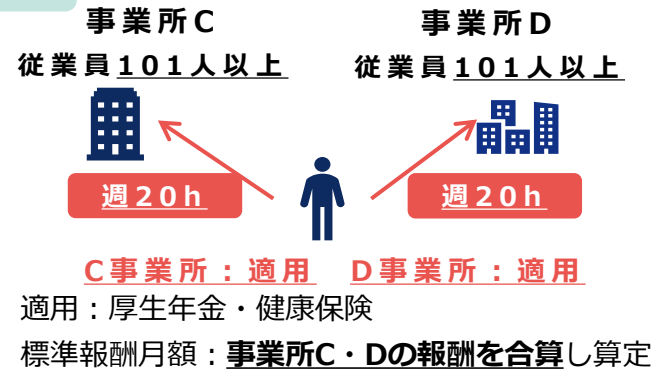 事業所C
事業所D
従業員101人以上
従業員101人以上
週20h
週20h
C事業所：適用
D事業所：適用
適用：厚生年金・健康保険
標準報酬月額：事業所C・Dの報酬を合算し算定